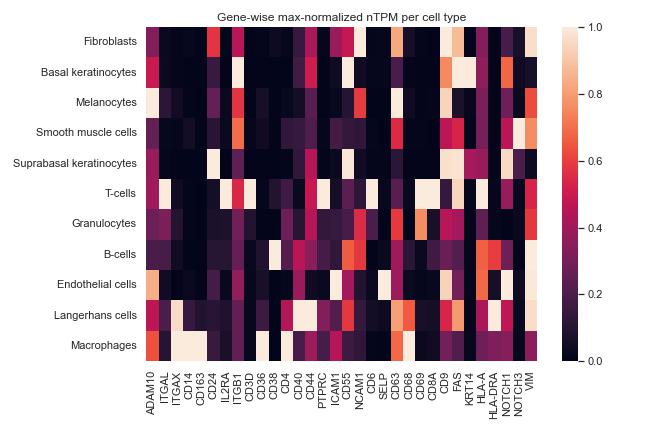 Gene-wise max-normalized nTPM per cell type
Fibroblasts
Basal keratinocytes
Melanocytes
Smooth muscle cells
Suprabasal keratinocytes
T-cells
Granulocytes
B-cells
Endothelial cells
Langerhans cells
Macrophages
ADAM10
ITGAL
ITGAX
CD14
CD163
CD24
IL2RA
ITGB1
CD3D
CD36
CD38
CD4
CD40
CD44
PTPRC
ICAM1
CD55
NCAM1
CD6
SELP
CD63
CD68
CD69
CD8A
CD9
FAS
KRT14
HLA-A
HLA-DRA
NOTCH1
NOTCH3
VIM
1.0
0.8
0.6
0.4
0.2
0.0